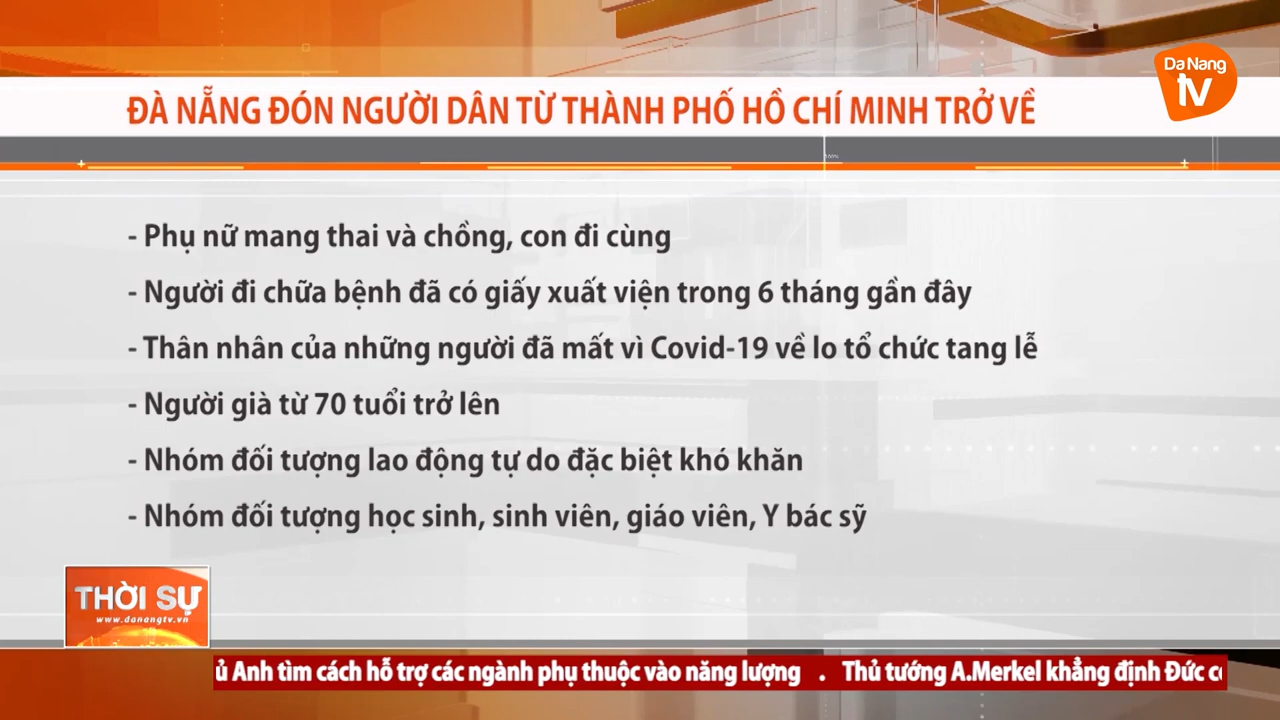 Da Nang
tv
ĐÀ NẴNG ĐÓN NGƯỜI DÂN TỪ THÀNH PHỐ HỒ CHÍ MINH TRỞ VỀ
100%
- Phụ nữ mang thai và chồng, con đi cùng
- Người đi chữa bệnh đã có giấy xuất viện trong 6 tháng gần đây
- Thân nhân của những người đã mất vì Covid-19 về lo tổ chức tang lễ
- Người già từ 70 tuổi trở lên
- Nhóm đối tượng lao động tự do đặc biệt khó khăn
- Nhóm đối tượng học sinh, sinh viên, giáo viên, Y bác sỹ
THỜI SỰ
www.danangtv.vn
Anh tìm cách hỗ trợ các ngành phụ thuộc vào năng lượng . Thủ tướng A.Merkel khẳng định Đức